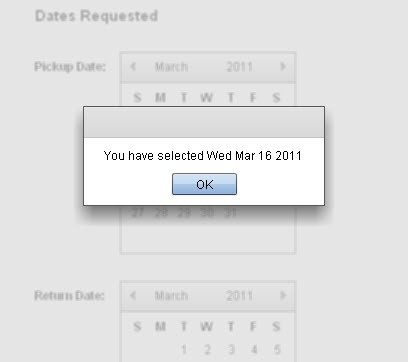 Dates Requested
Pickup Date:
March 2011
S M T W T F S
You have selected Wed Mar 16 2011
OK
27 28 29 30 31
Return Date:
March 2011
S M T W T F S
1 2 3 4 5